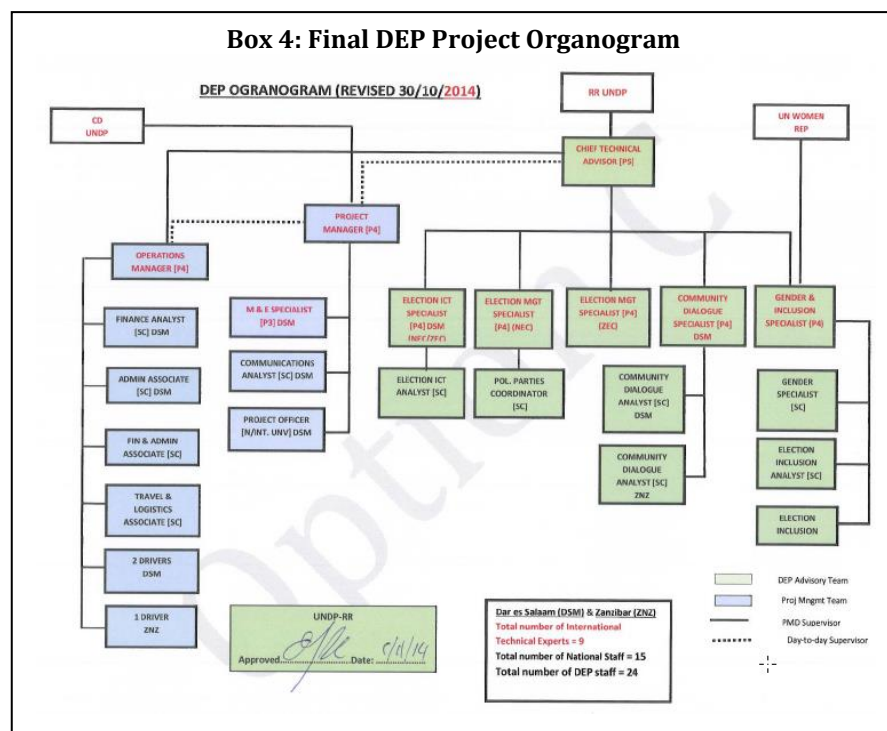 Box 4: Final DEP Project Organogram
DEP OGRANOGRAM (REVISED 30/10/2014)
RR UNDP
CD
UNDP
UN WOMEN
REP
CHIEF TECHNICAL
ADVISOR [P5]
PROJECT
MANAGER [P4]
OPERATIONS
MANAGER [P4]
FINANCE ANALYST
[SC] DSM
ADMIN ASSOCIATE
[SC] DSM
FIN & ADMIN
ASSOCIATE [SC]
TRAVEL &
LOGISTICS
ASSOCIATE [SC]
2 DRIVERS
DSM
1 DRIVER
ZNZ
M & E SPECIALIST
[P3] DSM
COMMUNICATIONS
ANALYST [SC] DSM
PROJECT OFFICER
[N/INT. UNV] DSM
ELECTION ICT
SPECIALIST
[P4] DSM
(NEC/ZEC)
ELECTION ICT
ANALYST [SC]
ELECTION MGT
SPECIALIST
[P4] (NEC)
POL. PARTIES
COORDINATOR
[SC]
ELECTION MGT
SPECIALIST [P4]
(ZEC)
COMMUNITY
DIALOGUE
SPECIALIST [P4]
DSM
COMMUNITY
DIALOGUE
ANALYST [SC]
DSM
COMMUNITY
DIALOGUE
ANALYST [SC]
ZNZ
GENDER &
INCLUSION
SPECIALIST (P4]
GENDER
SPECIALIST
[SC]
ELECTION
INCLUSION
ANALYST [SC]
ELECTION
INCLUSION
DEP Advisory Team
Proj Mngmt Team
PMD Supervisor
Day-to-day Supervisor
UNDP-RR
Approved Date:
Dar es Salaam (DSM) & Zanzibar (ZNZ)
Total number of International
Technical Experts = 9
Total number of National Staff = 15
Total number of DEP staff = 24
Option C